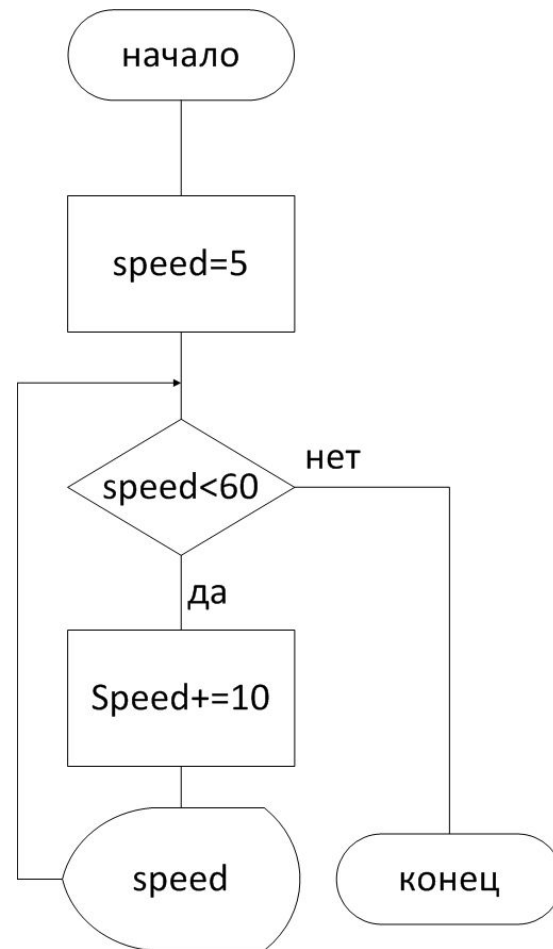 начало
speed=5
speed<60
нет
да
Speed+=10
speed
конец